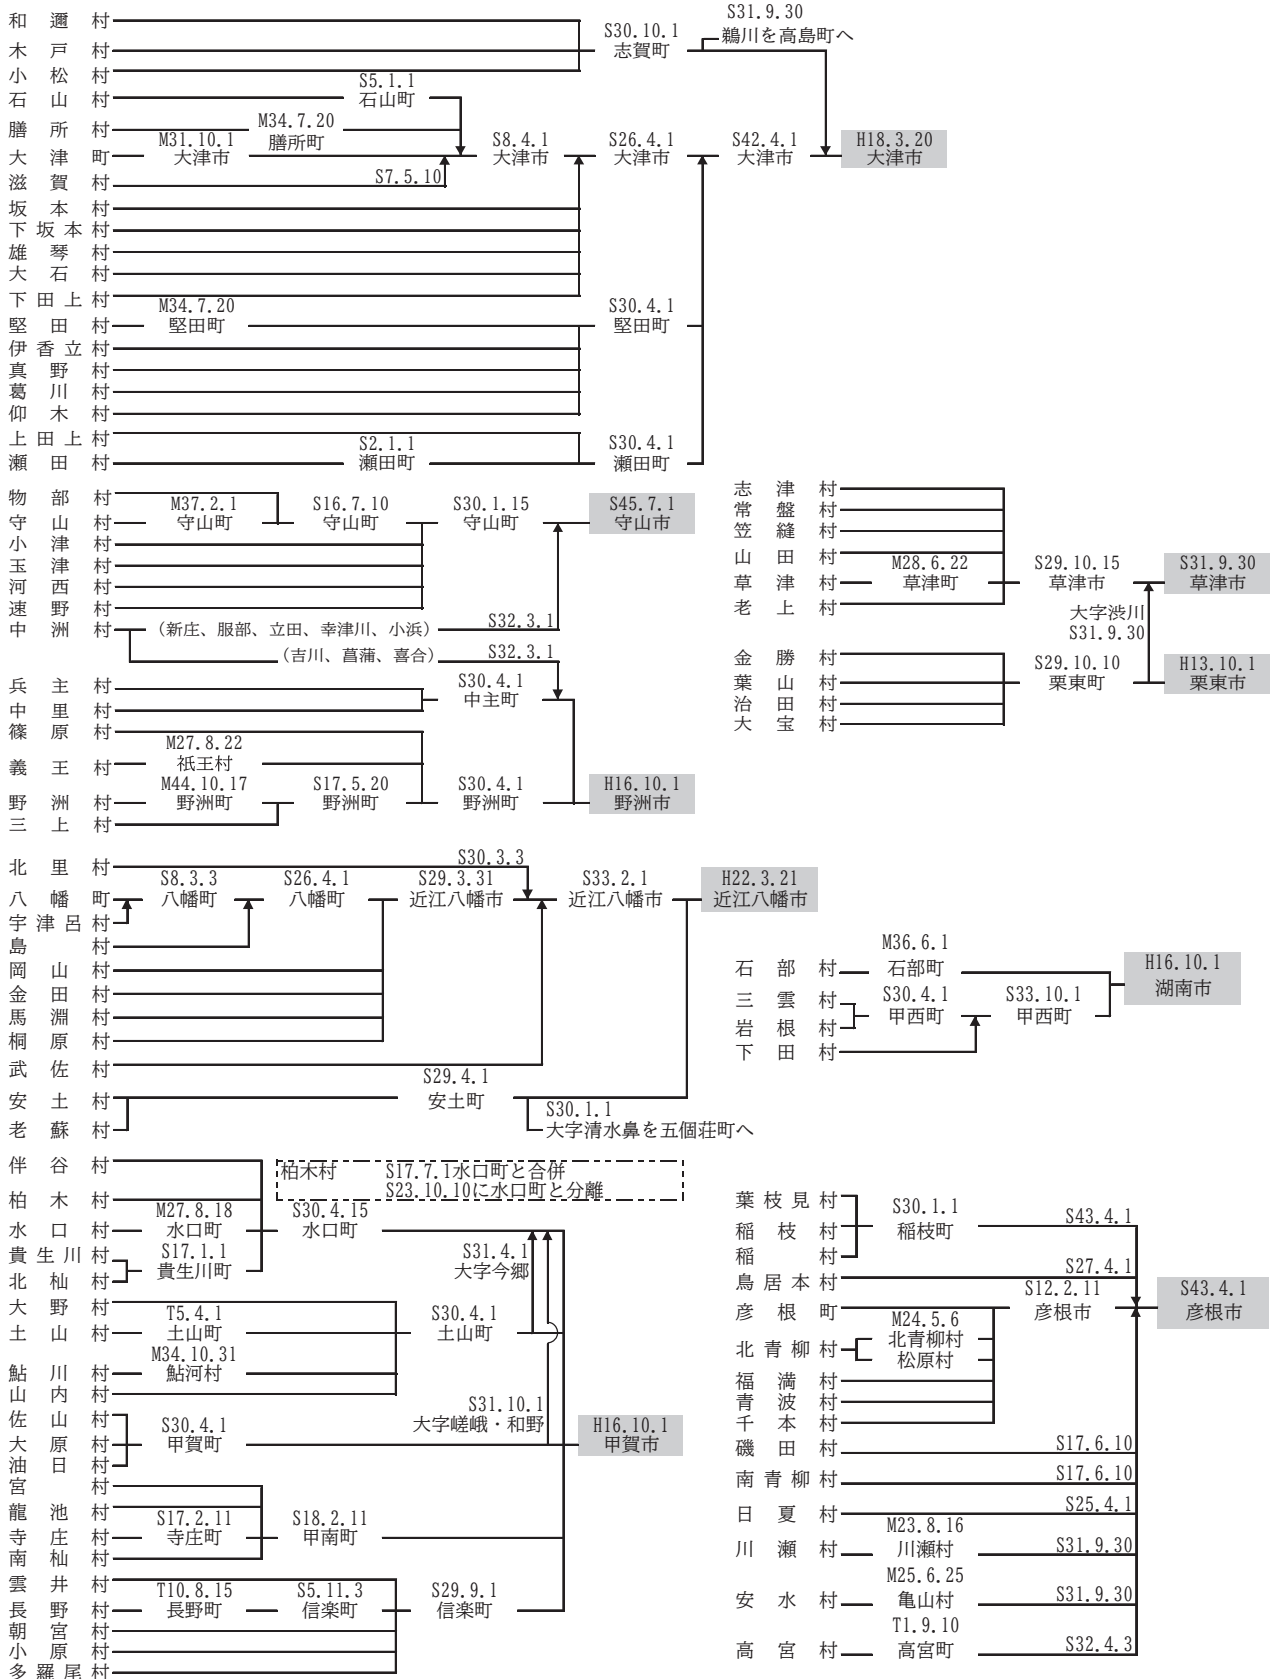 和邇村
木戸村
小松村
S30.10.1
志賀町
S31.9.30
鵜川を高島町へ
石山村
S5.1.1
石山町
膳所村
M34.7.20
膳所町
大津町
M31.10.1
大津市
S8.4.1
大津市
S26.4.1
大津市
S42.4.1
大津市
H18.3.20
大津市
滋賀村
S7.5.10
坂本村
下坂本村
雄琴村
大石村
下田上村
堅田村
M34.7.20
堅田町
S30.4.1
堅田町
伊香立村
真野村
葛川村
仰木村
上田上村
瀬田村
S2.1.1
瀬田町
S30.4.1
瀬田町
物部村
守山村
M37.2.1
守山町
S16.7.10
守山町
S30.1.15
守山町
S45.7.1
守山市
小津村
玉津村
河西村
速野村
中洲村
(新庄、服部、立田、幸津川、小浜)
S32.3.1
(吉川、菖蒲、喜合)
S32.3.1
兵主村
中里村
S30.4.1
中主町
篠原村
義王村
M27.8.22
祇王村
野洲村
M44.10.17
野洲町
S17.5.20
野洲町
S30.4.1
野洲町
H16.10.1
野洲市
三上村
志津村
常盤村
笠縫村
山田村
草津村
M28.6.22
草津町
S29.10.15
草津市
S31.9.30
草津市
老上村
大字渋川
S31.9.30
金勝村
葉山村
治田村
大宝村
S29.10.10
栗東町
H13.10.1
栗東市
北里村
S30.3.3
八幡町
S8.3.3
八幡町
S26.4.1
八幡町
S29.3.31
近江八幡市
S33.2.1
近江八幡市
H22.3.21
近江八幡市
宇津呂村
島村
岡山村
金田村
馬淵村
桐原村
武佐村
安土村
S29.4.1
安土町
老蘇村
S30.1.1
大字清水鼻を五個荘町へ
石部村
M36.6.1
石部町
H16.10.1
湖南市
三雲村
岩根村
S30.4.1
甲西町
S33.10.1
甲西町
下田村
伴谷村
柏木村 S17.7.1水口町と合併
S23.10.10に水口町と分離
柏木村
水口村
M27.8.18
水口町
S30.4.15
水口町
貴生川村
北杣村
S17.1.1
貴生川町
S31.4.1
大字今郷
大野村
土山村
T5.4.1
土山町
S30.4.1
土山町
鮎川村
M34.10.31
鮎河村
山内村
佐山村
大原村
油日村
S30.4.1
甲賀町
S31.10.1
大字嵯峨・和野
H16.10.1
甲賀市
宮村
龍池村
寺庄村
S17.2.11
寺庄町
S18.2.11
甲南町
南杣村
雲井村
長野村
T10.8.15
長野町
S5.11.3
信楽町
S29.9.1
信楽町
朝宮村
小原村
多羅尾村
葉枝見村
稲枝村
稲村
S30.1.1
稲枝町
S43.4.1
鳥居本村
S27.4.1
彦根町
S12.2.11
彦根市
S43.4.1
彦根市
北青柳村
M24.5.6
北青柳村
松原村
福満村
青波村
千本村
磯田村
S17.6.10
南青柳村
S17.6.10
日夏村
S25.4.1
川瀬村
M23.8.16
川瀬村
S31.9.30
安水村
M25.6.25
亀山村
S31.9.30
高宮村
T1.9.10
高宮町
S32.4.3